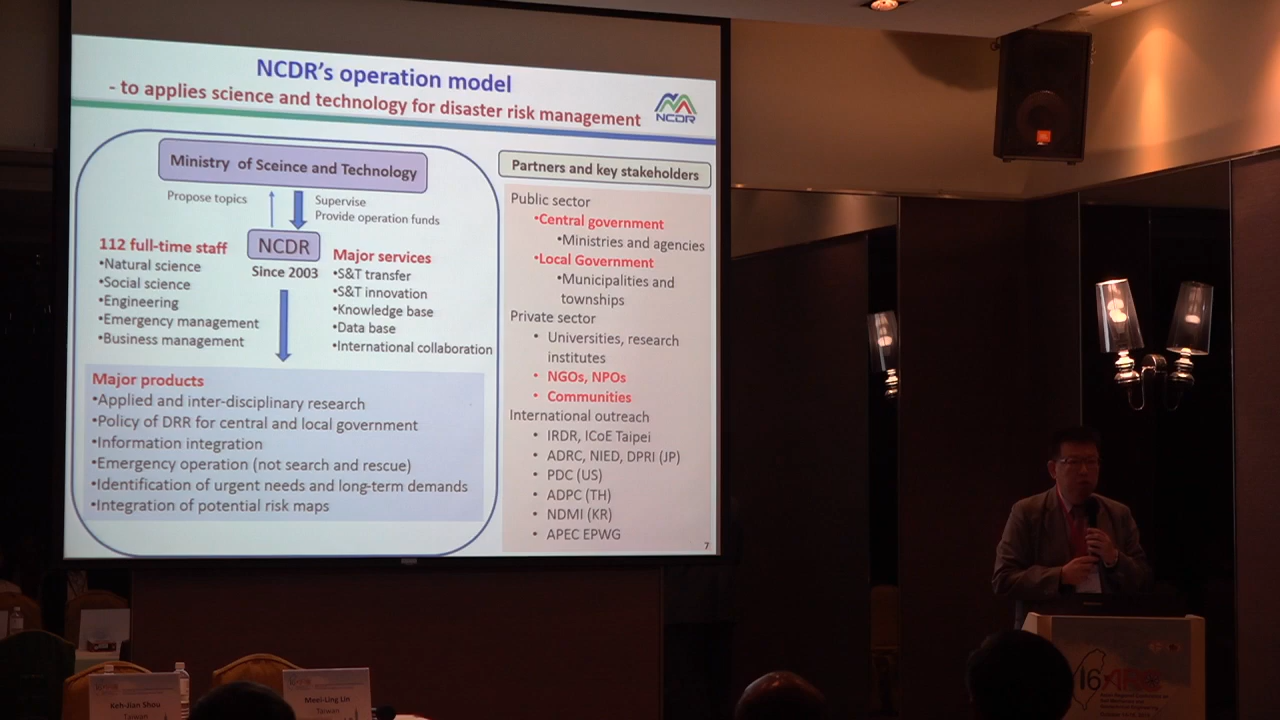 NCDR's operation model
- to applies science and technology for disaster risk management
NCDR
Ministry of Sceince and Technology
Propose topics
Supervise
Provide operation funds
NCDR
Since 2003
112 full-time staff
•Natural science
•Social science
•Engineering
•Emergency management
•Business management
Major services
•S&T transfer
•S&T innovation
•Knowledge base
•Data base
•International collaboration
Major products
•Applied and inter-disciplinary research
•Policy of DRR for central and local government
•Information integration
•Emergency operation (not search and rescue)
•Identification of urgent needs and long-term demands
•Integration of potential risk maps
Partners and key stakeholders
Public sector
•Central government
•Ministries and agencies
•Local Government
•Municipalities and
townships
Private sector
• Universities, research
institutes
• NGOs, NPOs
• Communities
International outreach
• IRDR, ICoE Taipei
• ADRC, NIED, DPRI (JP)
• PDC (US)
• ADPC (TH)
• NDMI (KR)
• APEC EPWG
7
Keh-Jian Shou
Taiwan
Meei-Ling Lin
Taiwan
16